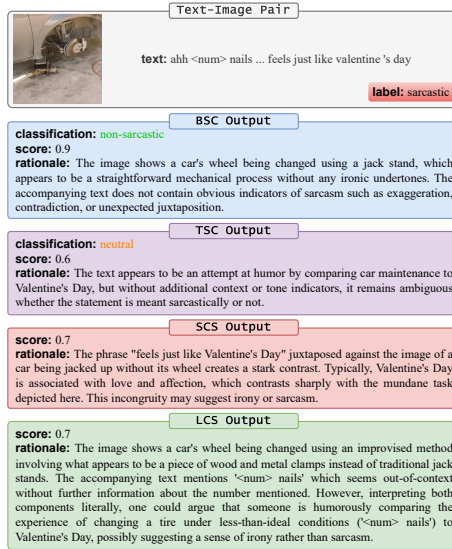 Text-Image Pair
text: ahh <num> nails ... feels just like valentine 's day
label: sarcastic
BSC Output
classification: non-sarcastic
score: 0.9
rationale: The image shows a car's wheel being changed using a jack stand, which
appears to be a straightforward mechanical process without any ironic undertones. The
accompanying text does not contain obvious indicators of sarcasm such as exaggeration,
contradiction, or unexpected juxtaposition.
TSC Output
classification: neutral
score: 0.6
rationale: The text appears to be an attempt at humor by comparing car maintenance to
Valentine's Day, but without additional context or tone indicators, it remains ambiguous
whether the statement is meant sarcastically or not.
SCS Output
score: 0.7
rationale: The phrase "feels just like Valentine's Day" juxtaposed against the image of a
car being jacked up without its wheel creates a stark contrast. Typically, Valentine's Day
is associated with love and affection, which contrasts sharply with the mundane task
depicted here. This incongruity may suggest irony or sarcasm.
LCS Output
score: 0.7
rationale: The image shows a car's wheel being changed using an improvised method
involving what appears to be a piece of wood and metal clamps instead of traditional jack
stands. The accompanying text mentions '<num> nails' which seems out-of-context
without further information about the number mentioned. However, interpreting both
components literally, one could argue that someone is humorously comparing the
experience of changing a tire under less-than-ideal conditions ('<num> nails') to
Valentine's Day, possibly suggesting a sense of irony rather than sarcasm.